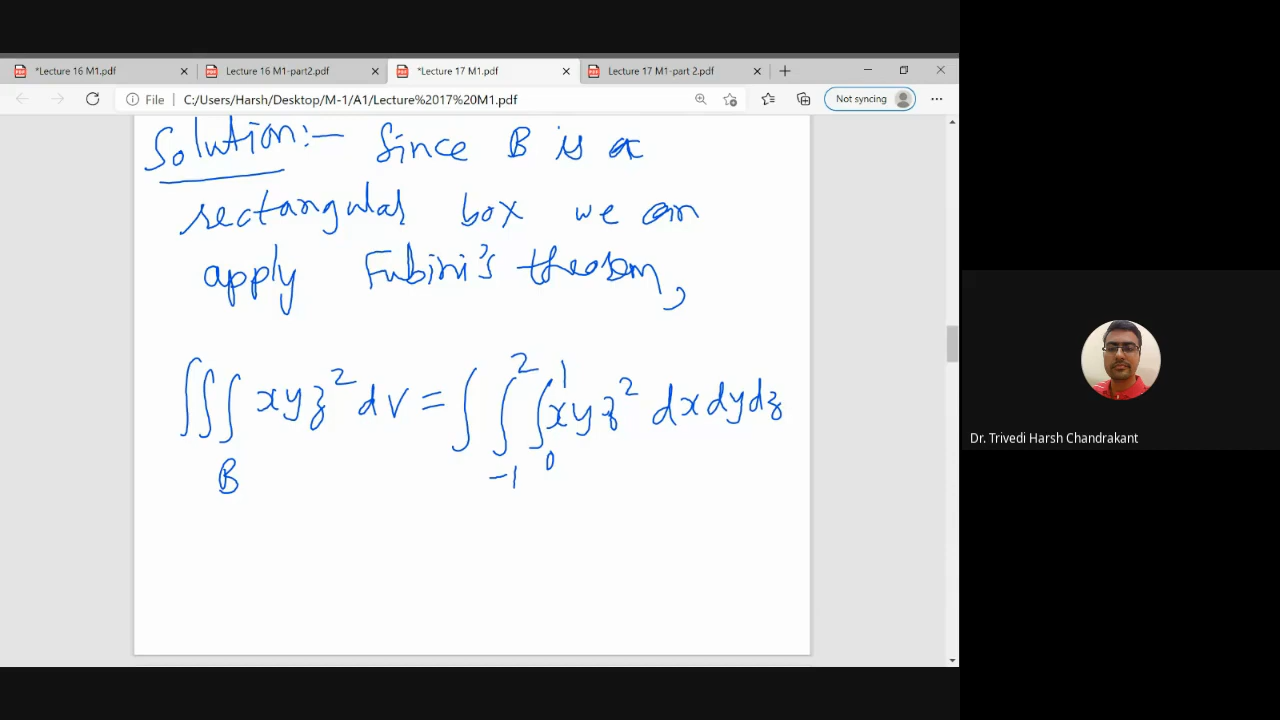 *Lecture 16 M1.pdf
Lecture 16 M1-part2.pdf
*Lecture 17 M1.pdf
Lecture 17 M1-part 2.pdf
File | C:/Users/Harsh/Desktop/M-1/A1/Lecture%2017%20M1.pdf
Not syncing
Solution:- Since B is a
rectangular box we can
apply Fubini's theorem,
∭_B xyz² dV = ∫ ∫_{-1}^{2} ∫_{0}^{1} xyz² dx dy dz
Dr. Trivedi Harsh Chandrakant